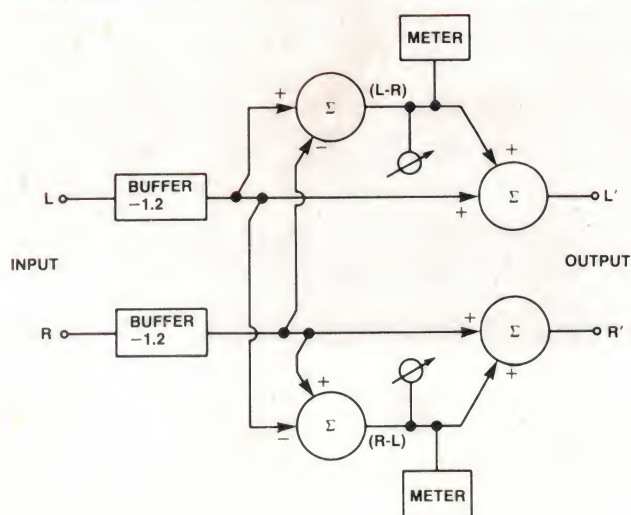 METER
(L-R)
+
Σ
−
+
L
BUFFER
−1.2
+
Σ
L'
INPUT
OUTPUT
R
BUFFER
−1.2
+
Σ
R'
+
+
Σ
−
(R-L)
METER